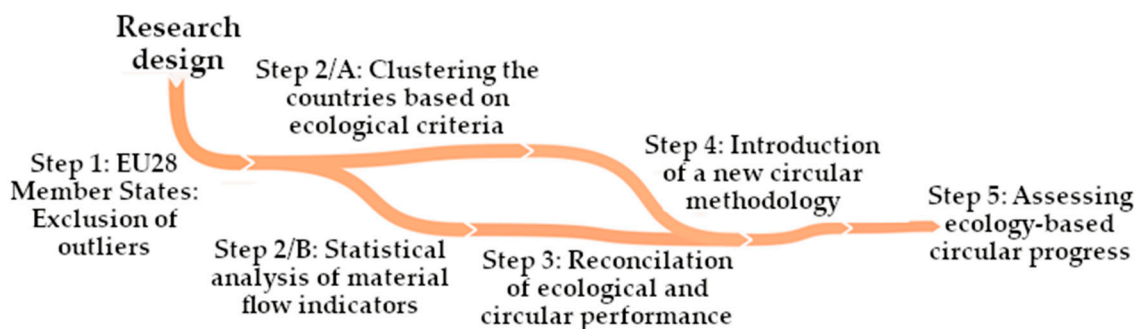 Research
design
Step 1: EU28
Member States:
Exclusion of
outliers
Step 2/A: Clustering the
countries based on
ecological criteria
Step 2/B: Statistical
analysis of material
flow indicators
Step 3: Reconcilation
of ecological and
circular performance
Step 4: Introduction
of a new circular
methodology
Step 5: Assessing
ecology-based
circular progress